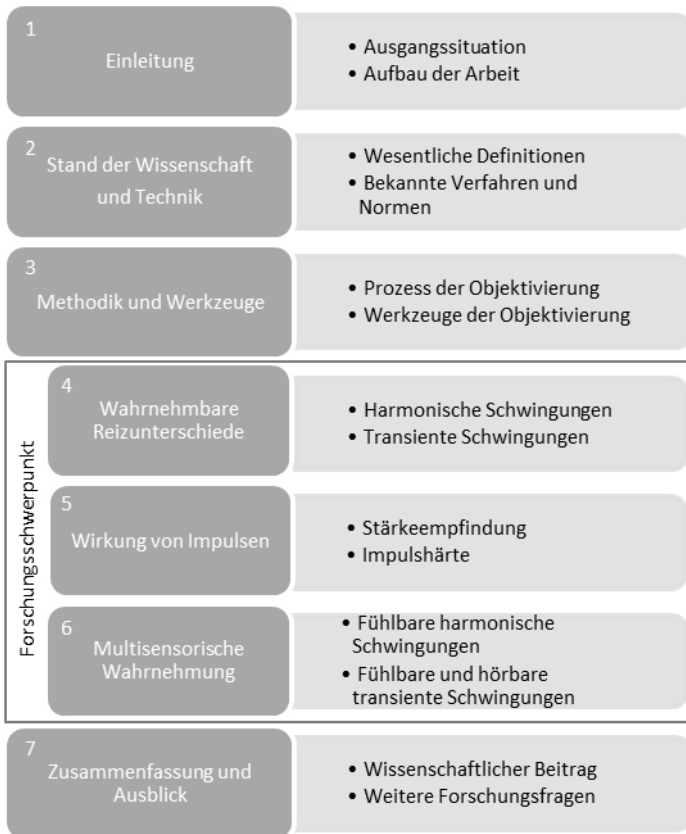 1
Einleitung
• Ausgangssituation
• Aufbau der Arbeit
2
Stand der Wissenschaft
und Technik
• Wesentliche Definitionen
• Bekannte Verfahren und
Normen
3
Methodik und Werkzeuge
• Prozess der Objektivierung
• Werkzeuge der Objektivierung
Forschungsschwerpunkt
4
Wahrnehmbare
Reizunterschiede
• Harmonische Schwingungen
• Transiente Schwingungen
5
Wirkung von Impulsen
• Stärkeempfindung
• Impulshärte
6
Multisensorische
Wahrnehmung
• Fühlbare harmonische
Schwingungen
• Fühlbare und hörbare
transiente Schwingungen
7
Zusammenfassung und
Ausblick
• Wissenschaftlicher Beitrag
• Weitere Forschungsfragen